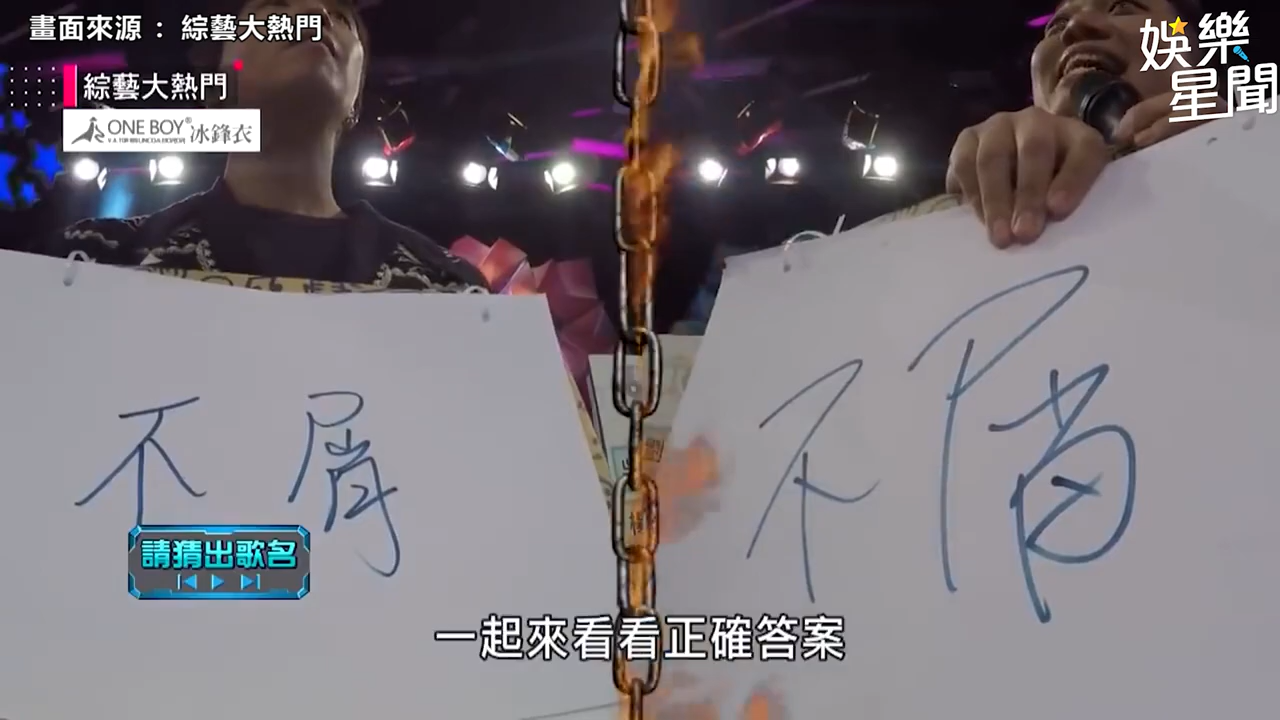 畫面來源 : 綜藝大熱門
娛樂
星聞
綜藝大熱門
ONE BOY® 冰鋒衣
不屑
不屑
請猜出歌名
一起來看看正確答案